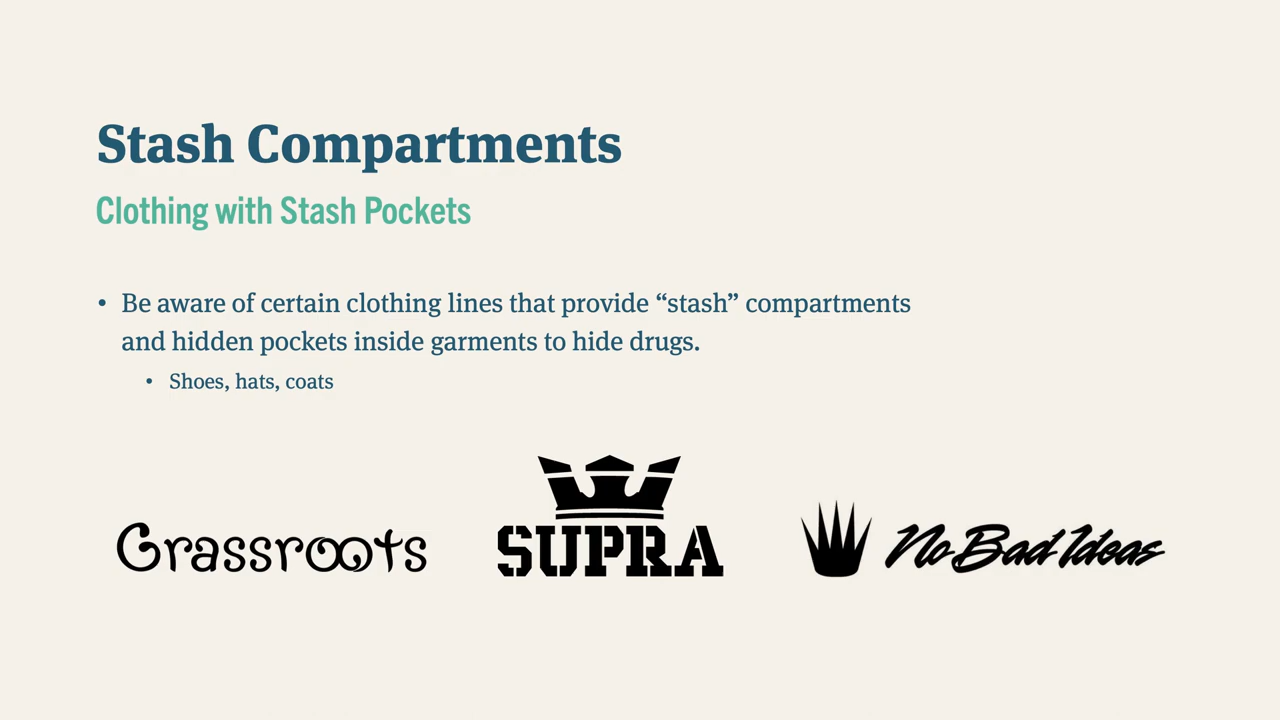 Stash Compartments
Clothing with Stash Pockets
• Be aware of certain clothing lines that provide “stash” compartments
and hidden pockets inside garments to hide drugs.
• Shoes, hats, coats
Grassroots
SUPRA
No Bad Ideas